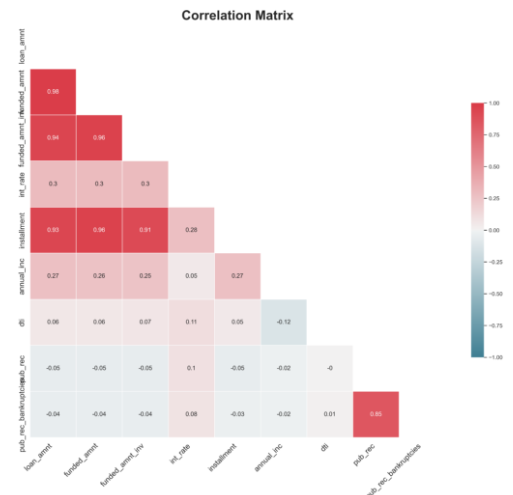 Correlation Matrix
loan_amnt
funded_amnt
0.98
funded_amnt_inv
0.94 0.96
int_rate
0.3 0.3 0.3
installment
0.93 0.96 0.91 0.28
annual_inc
0.27 0.26 0.25 0.05 0.27
dti
0.06 0.06 0.07 0.11 0.05 -0.12
pub_rec
-0.05 -0.05 -0.05 0.1 -0.05 -0.02 -0
pub_rec_bankruptcies
-0.04 -0.04 -0.04 0.08 -0.03 -0.02 0.01 0.85
loan_amnt
funded_amnt
funded_amnt_inv
int_rate
installment
annual_inc
dti
pub_rec
pub_rec_bankruptcies
1.00
0.75
0.50
0.25
0.00
-0.25
-0.50
-0.75
-1.00